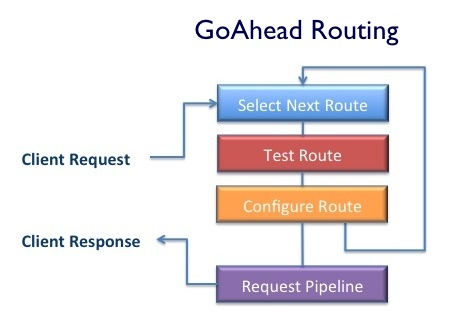 GoAhead Routing
Select Next Route
Client Request
Test Route
Configure Route
Client Response
Request Pipeline